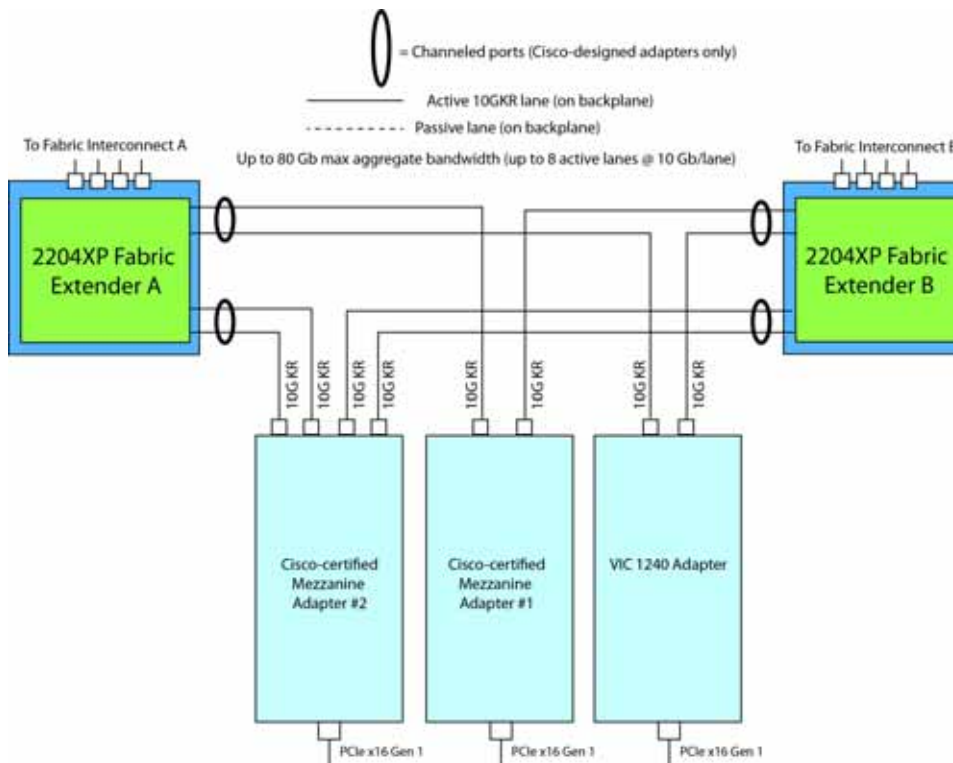 = Channeled ports (Cisco-designed adapters only)
Active 10GKR lane (on backplane)
Passive lane (on backplane)
To Fabric Interconnect A
Up to 80 Gb max aggregate bandwidth (up to 8 active lanes @ 10 Gb/lane)
To Fabric Interconnect B
2204XP Fabric
Extender A
2204XP Fabric
Extender B
10G KR
10G KR
10G KR
10G KR
10G KR
10G KR
10G KR
10G KR
Cisco-certified
Mezzanine
Adapter #2
Cisco-certified
Mezzanine
Adapter #1
VIC 1240 Adapter
PCIe x16 Gen 1
PCIe x16 Gen 1
PCIe x16 Gen 1